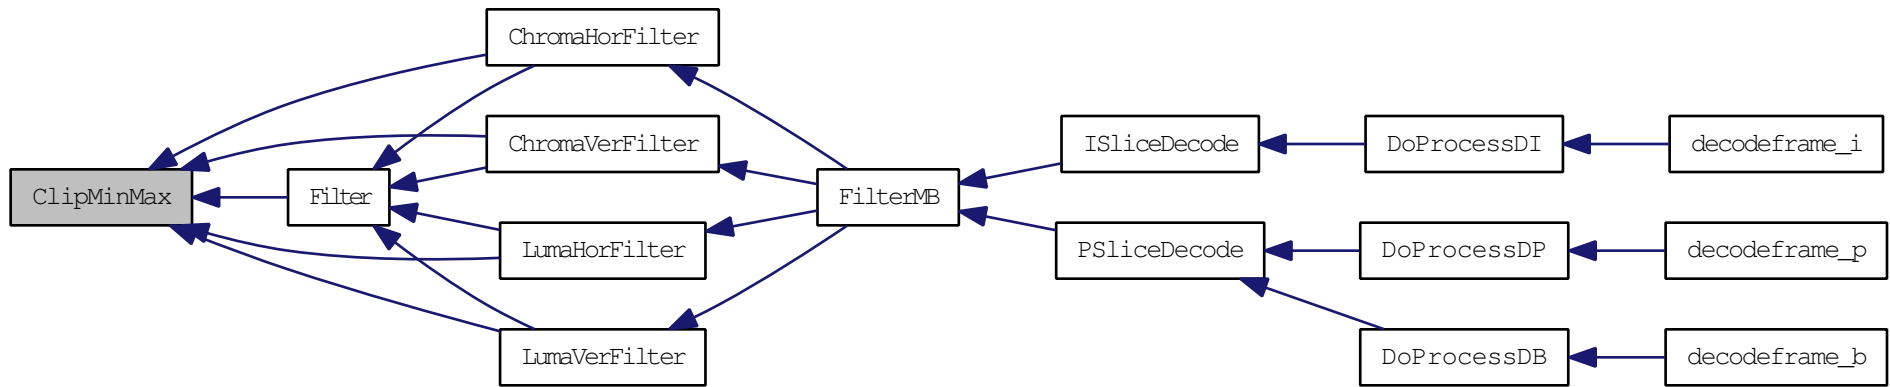 ChromaHorFilter
ChromaVerFilter
ISliceDecode
DoProcessDI
decodeframe_i
ClipMinMax
Filter
FilterMB
LumaHorFilter
PSliceDecode
DoProcessDP
decodeframe_p
LumaVerFilter
DoProcessDB
decodeframe_b